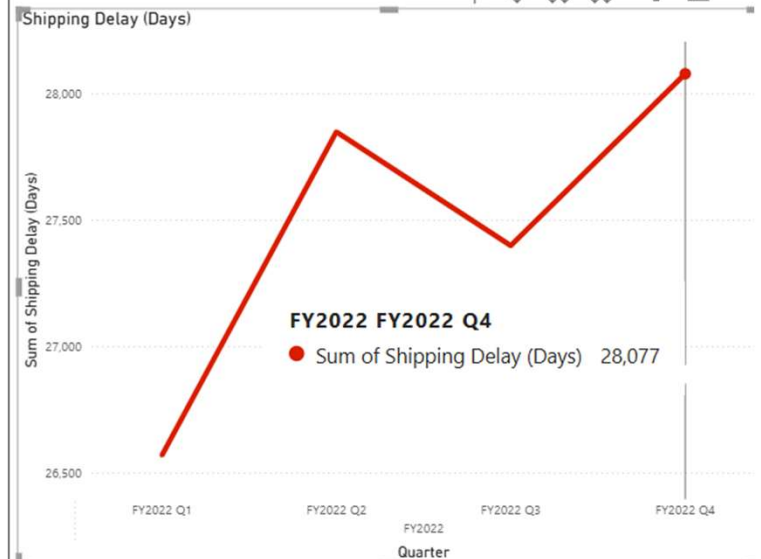 Shipping Delay (Days)
Sum of Shipping Delay (Days)
28,000
27,500
27,000
26,500
FY2022 FY2022 Q4
Sum of Shipping Delay (Days) 28,077
FY2022 Q1 FY2022 Q2 FY2022 Q3 FY2022 Q4
FY2022
Quarter